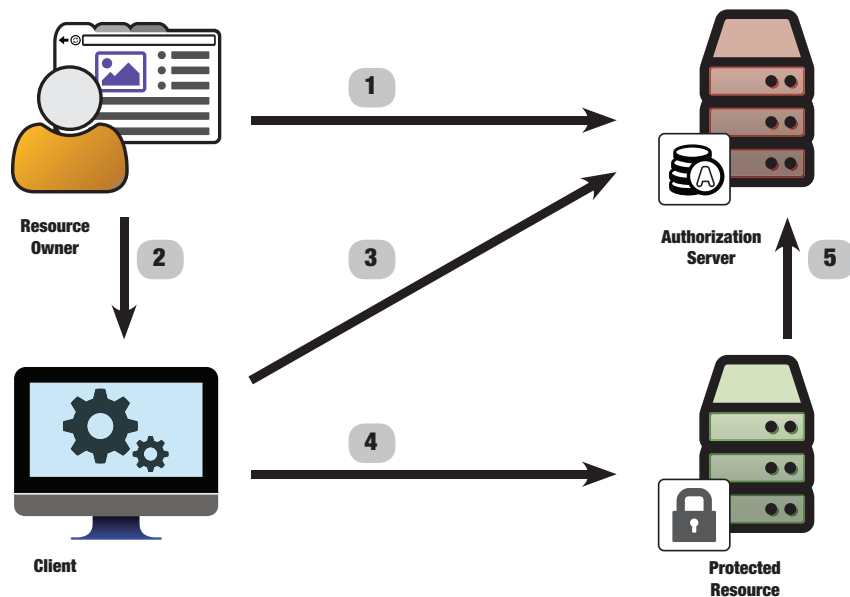 1
A
Resource
Owner
2
3
Authorization
Server
5
4
Client
Protected
Resource